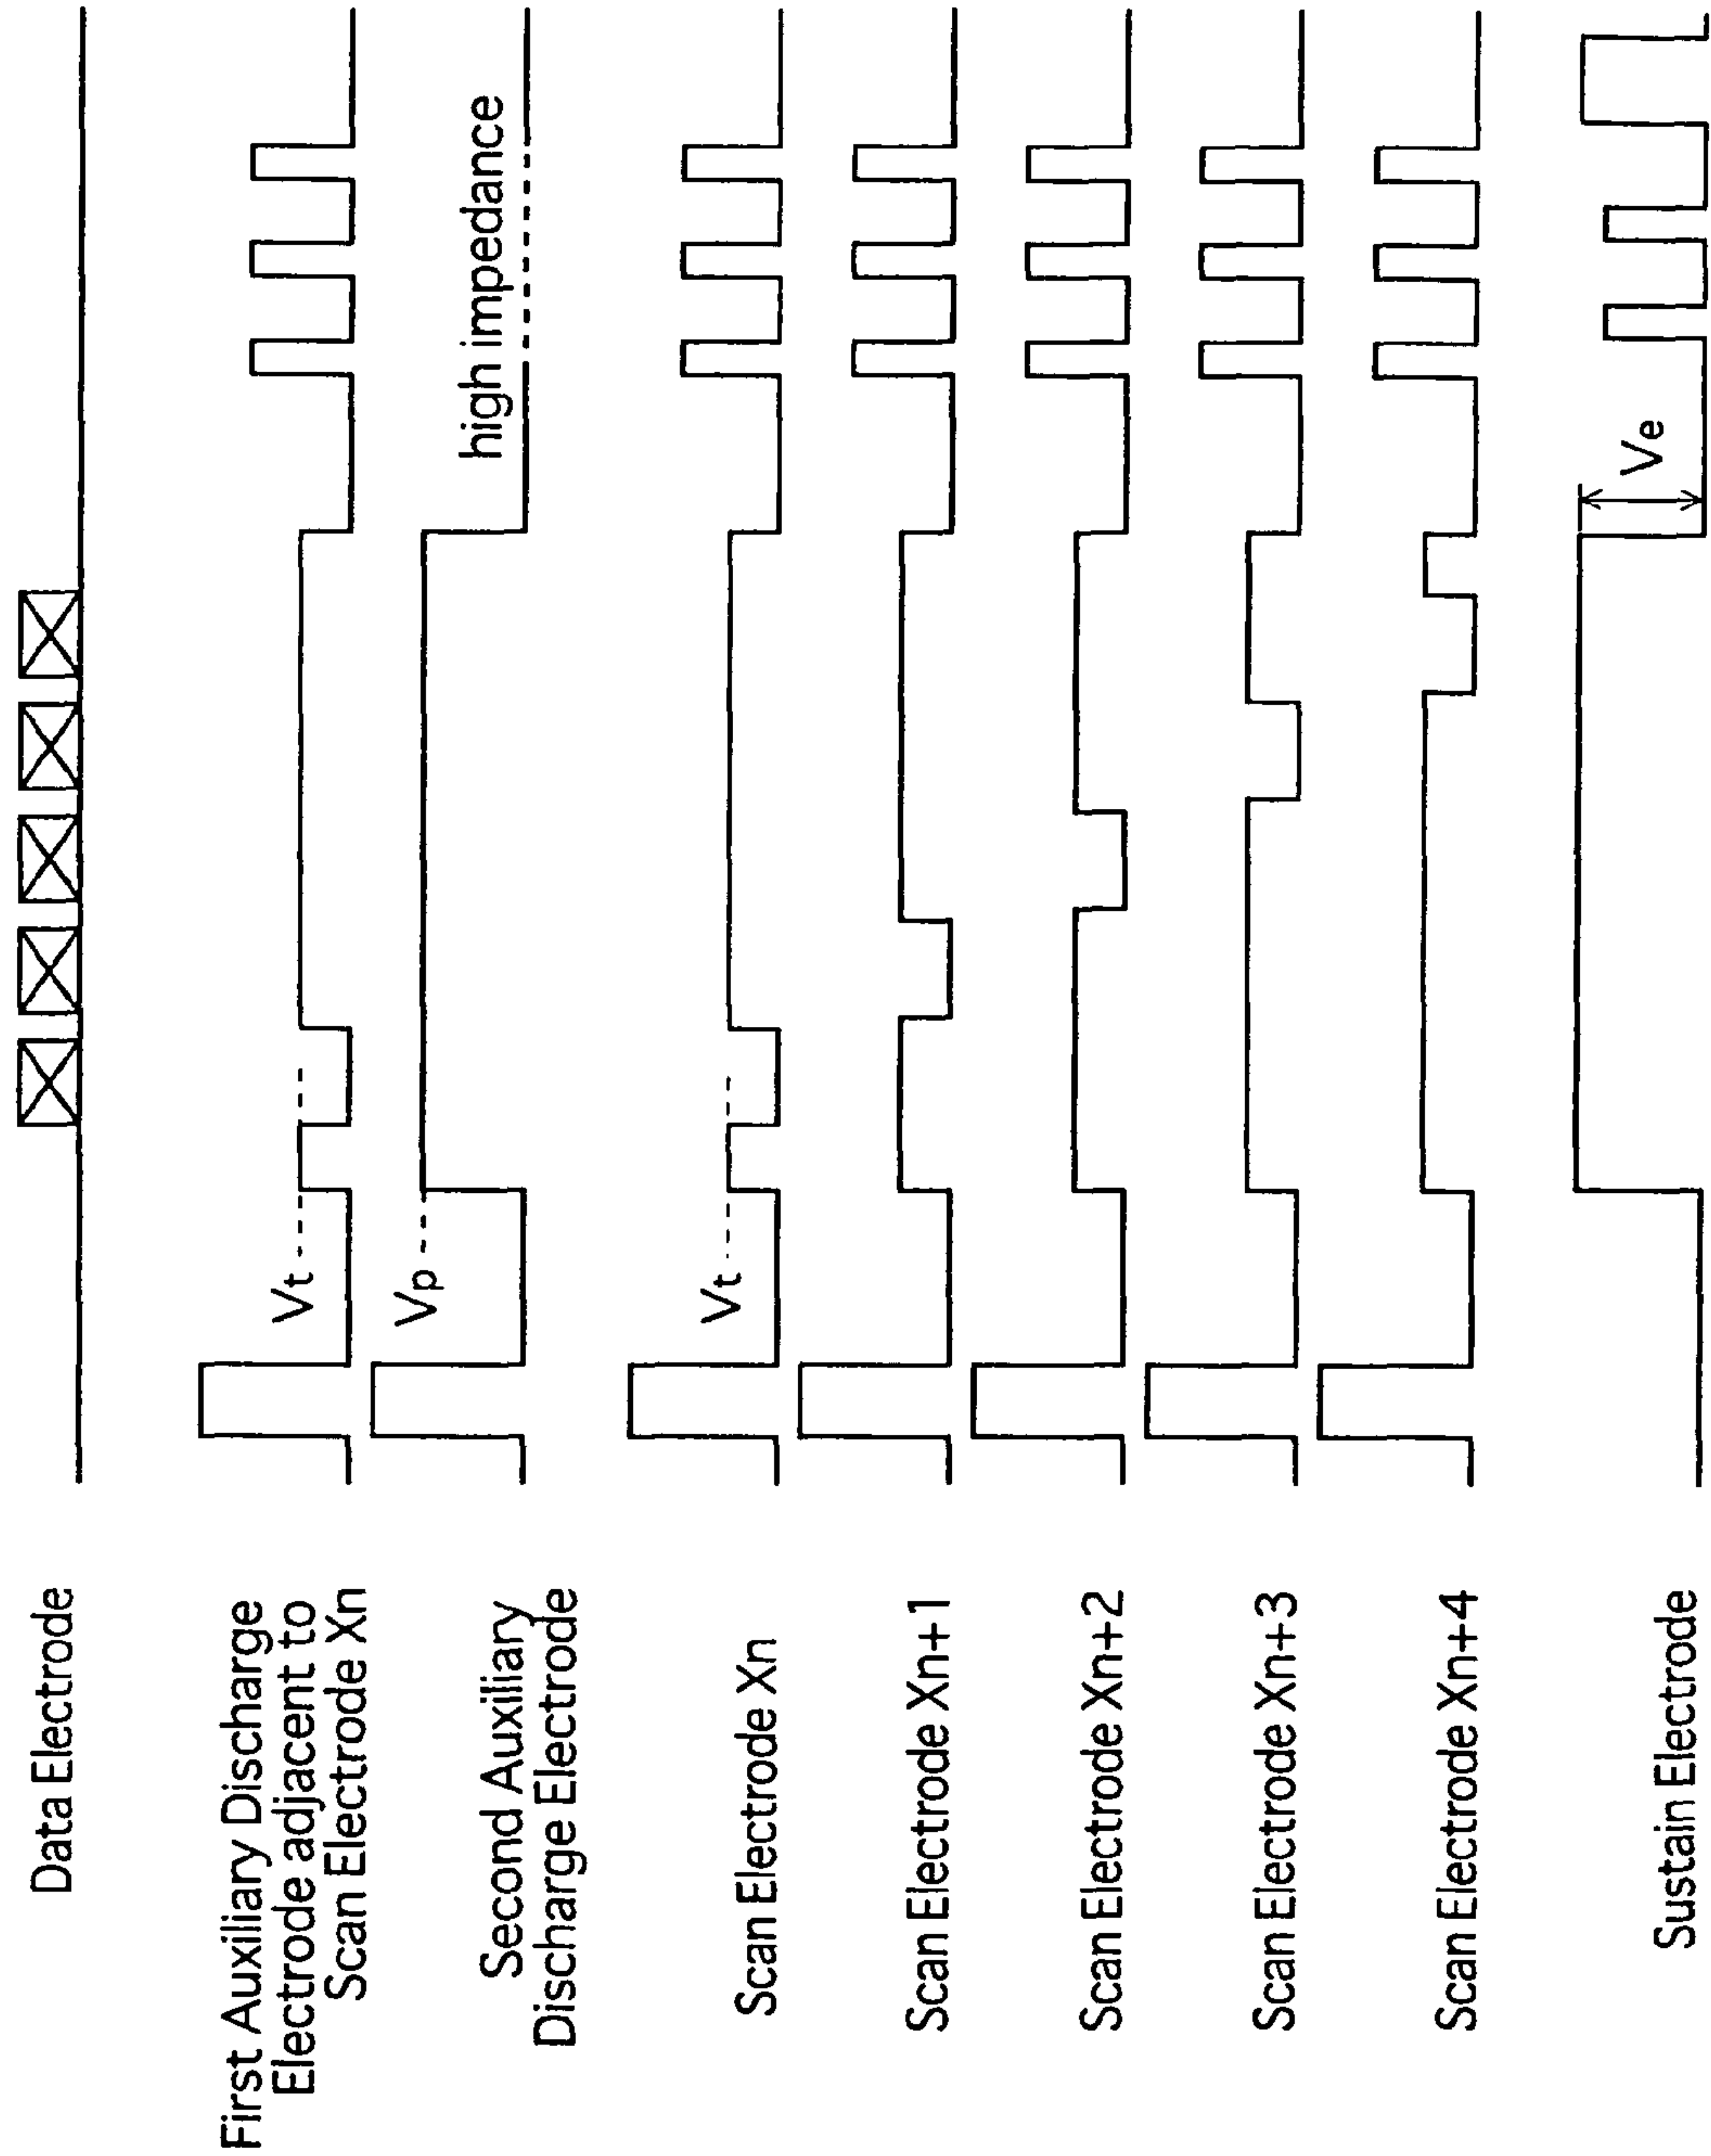 Data Electrode
First Auxiliary Discharge
Electrode adjacent to
Scan Electrode Xn
Vt
Second Auxiliary
Discharge Electrode
Vp
high impedance
Scan Electrode Xn
Vt
Scan Electrode Xn+1
Scan Electrode Xn+2
Scan Electrode Xn+3
Scan Electrode Xn+4
Sustain Electrode
Ve